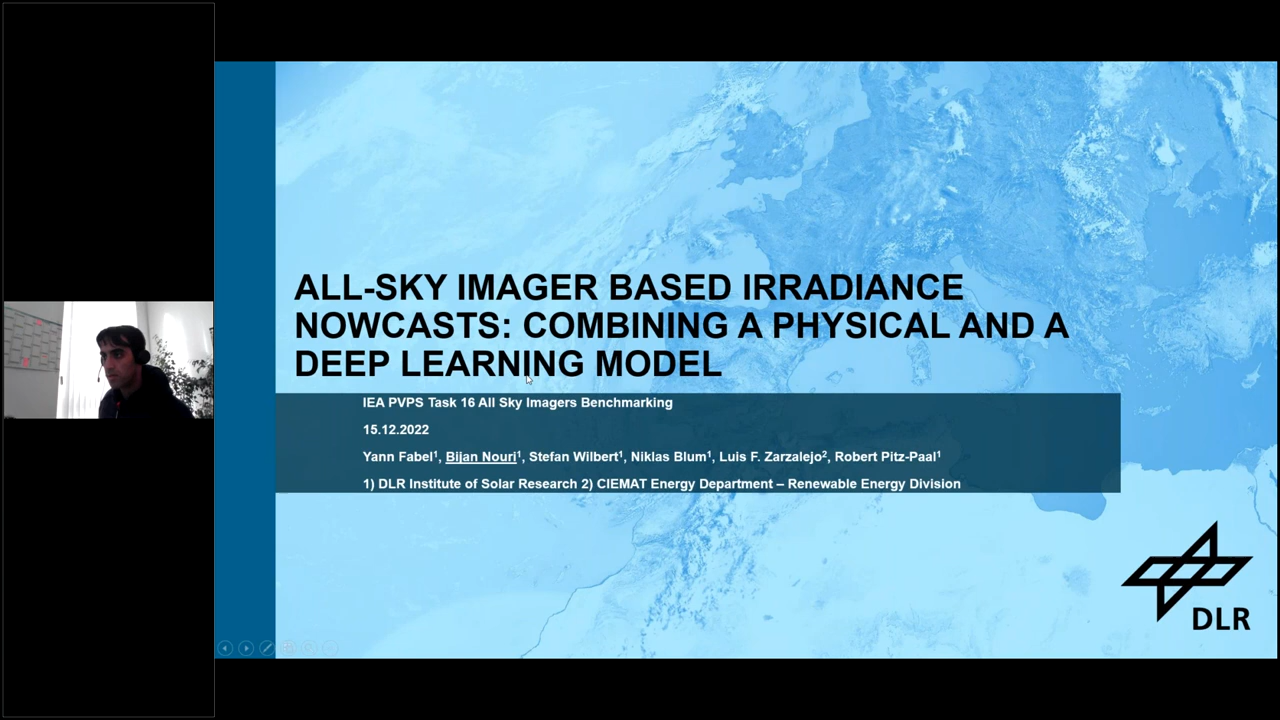 ALL-SKY IMAGER BASED IRRADIANCE
NOWCASTS: COMBINING A PHYSICAL AND A
DEEP LEARNING MODEL
IEA PVPS Task 16 All Sky Imagers Benchmarking
15.12.2022
Yann Fabel¹, Bijan Nouri¹, Stefan Wilbert¹, Niklas Blum¹, Luis F. Zarzalejo², Robert Pitz-Paal¹
1) DLR Institute of Solar Research 2) CIEMAT Energy Department – Renewable Energy Division
DLR